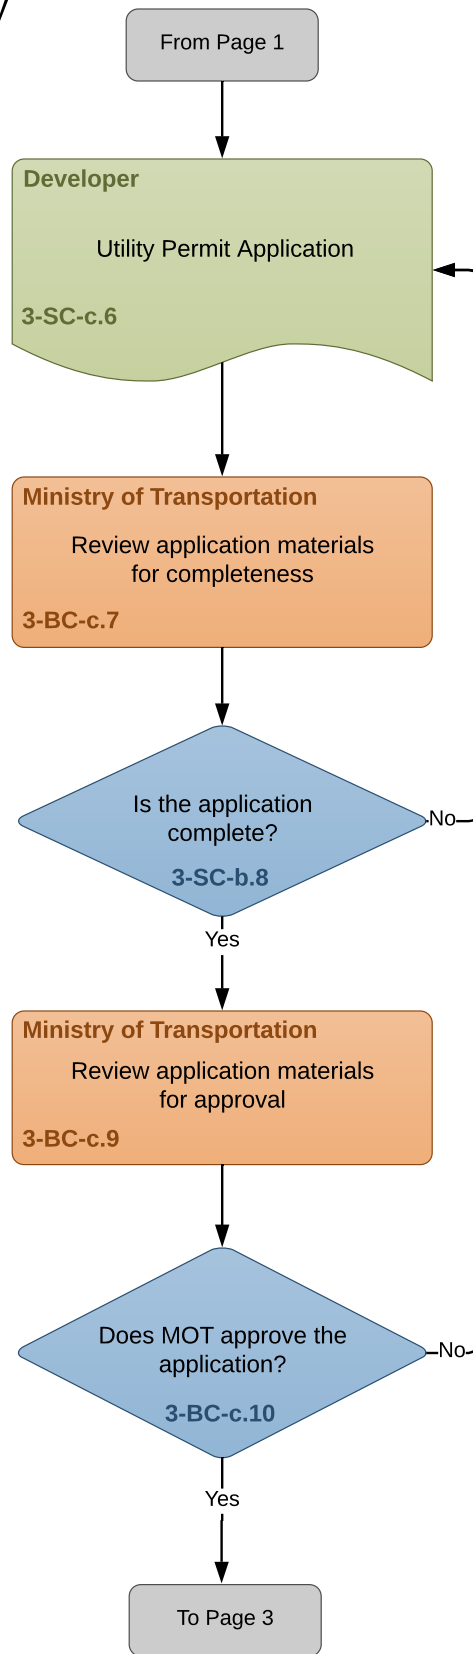 From Page 1
Developer
Utility Permit Application
3-SC-c.6
Ministry of Transportation
Review application materials
for completeness
3-BC-c.7
Is the application
complete?
3-SC-b.8
No
Yes
Ministry of Transportation
Review application materials
for approval
3-BC-c.9
Does MOT approve the
application?
3-BC-c.10
No
Yes
To Page 3